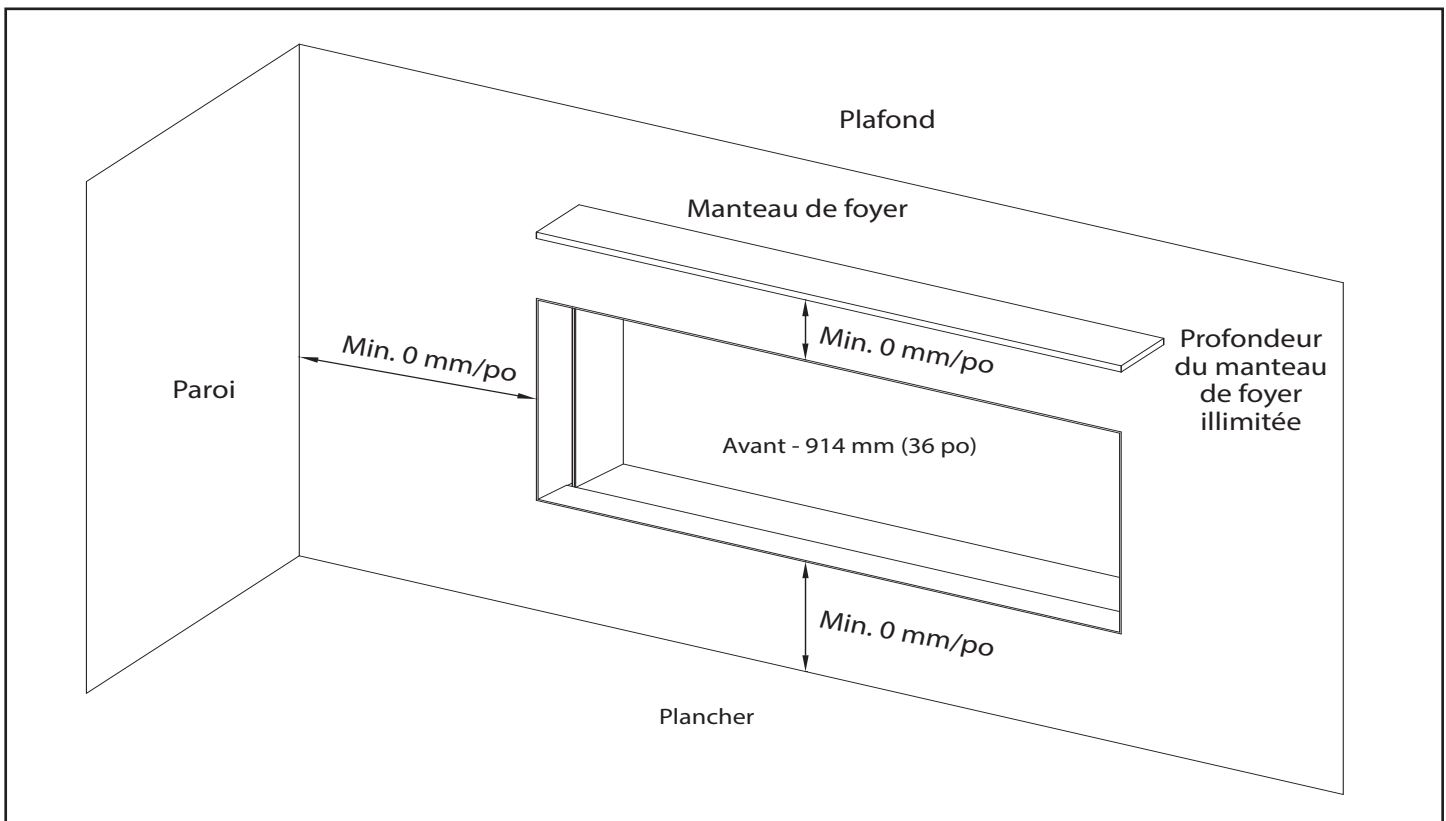 Plafond
Manteau de foyer
Min. 0 mm/po
Min. 0 mm/po
Profondeur
du manteau
de foyer
illimitée
Paroi
Avant - 914 mm (36 po)
Min. 0 mm/po
Plancher